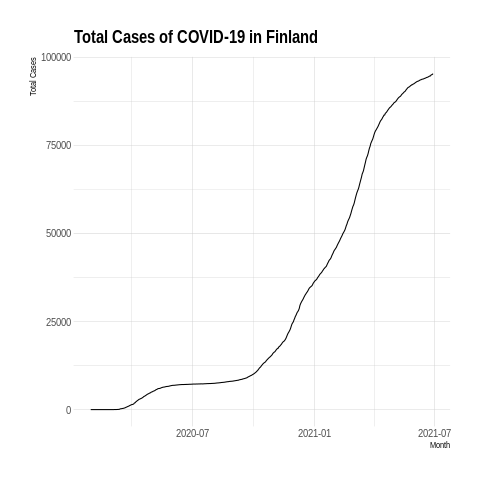 Total Cases of COVID-19 in Finland
Total Cases
100000
75000
50000
25000
0
2020-07
2021-01
2021-07
Month